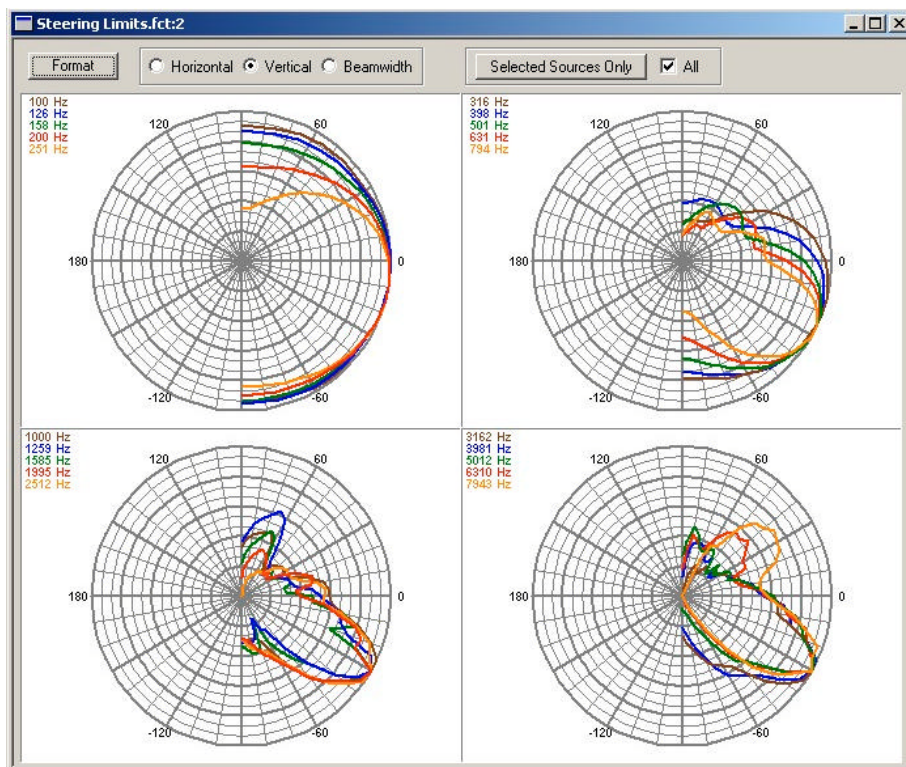 Steering Limits.fct:2
Format Horizontal Vertical Beamwidth Selected Sources Only All
100 Hz
126 Hz
158 Hz
200 Hz
251 Hz
120 60
180 0
-120 -60
316 Hz
398 Hz
501 Hz
631 Hz
794 Hz
120 60
180 0
-120 -60
1000 Hz
1259 Hz
1585 Hz
1995 Hz
2512 Hz
120 60
180 0
-120 -60
3162 Hz
3981 Hz
5012 Hz
6310 Hz
7943 Hz
120 60
180 0
-120 -60